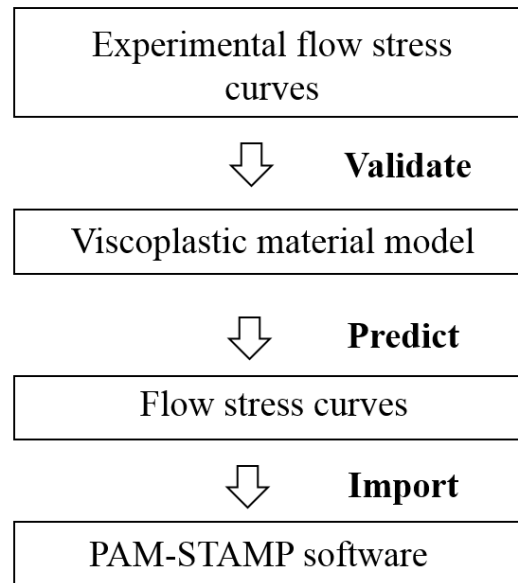 Experimental flow stress
curves
Validate
Viscoplastic material model
Predict
Flow stress curves
Import
PAM-STAMP software